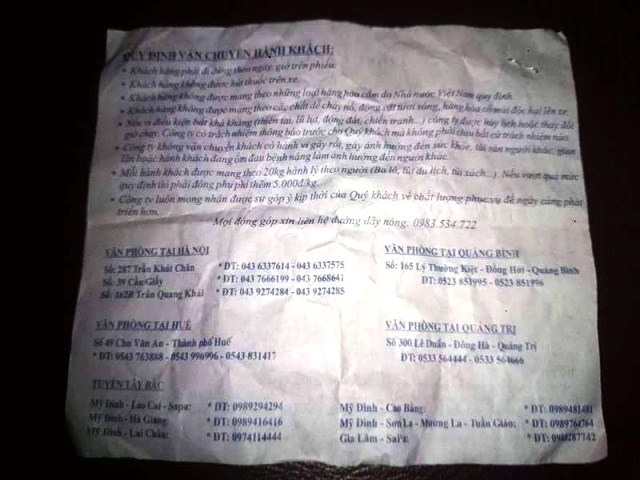 QUY ĐỊNH VẬN CHUYỂN HÀNH KHÁCH:
• Khách hàng phải đi đúng theo ngày, giờ trên phiếu.
• Khách hàng không được hút thuốc trên xe.
• Khách hàng không được mang theo những loại hàng hóa cấm do Nhà nước Việt Nam quy định.
• Khách hàng không được mang theo các chất dễ cháy nổ, động vật tươi sống, hàng hóa có mùi độc hại lên xe.
• Nếu vì điều kiện bất khả kháng (thiên tai, lũ lụt, động đất, chiến tranh...) công ty được hủy lịch hoặc thay đổi
giờ chạy. Công ty có trách nhiệm thông báo trước cho Quý khách mà không phải chịu bất cứ trách nhiệm nào.
• Công ty không vận chuyển khách có hành vi gây rối, gây ảnh hưởng đến sức khỏe, tài sản người khác, gian
lận hoặc hành khách đang ốm đau bệnh nặng làm ảnh hưởng đến người khác.
• Mỗi hành khách được mang theo 20kg hành lý theo người (Ba lô, túi du lịch, túi xách...). Nếu vượt quá mức
quy định thì phải đóng phụ phí thêm 5.000đ/kg.
• Công ty luôn mong nhận được sự góp ý kịp thời của Quý khách về chất lượng phục vụ để ngày càng phát
triển hơn.
Mọi đóng góp xin liên hệ đường dây nóng: 0983 534 722
VĂN PHÒNG TẠI HÀ NỘI
Số: 287 Trần Khát Chân * ĐT: 043 6337614 - 043 6337575
Số: 39 Cầu Giấy * ĐT: 043 7666199 - 043 7668641
Số: 162B Trần Quang Khải * ĐT: 043 9274284 - 043 9274285
VĂN PHÒNG TẠI QUẢNG BÌNH
Số: 165 Lý Thường Kiệt - Đồng Hới - Quảng Bình
ĐT: 0523 851995 - 0523 851996
VĂN PHÒNG TẠI HUẾ
Số 49 Chu Văn An - Thành phố Huế
* ĐT: 0543 763888 - 0543 996996 - 0543 831417
VĂN PHÒNG TẠI QUẢNG TRỊ
Số 300 Lê Duẩn - Đông Hà - Quảng Trị
ĐT: 0533 564444 - 0533 564666
TUYẾN TÂY BẮC
Mỹ Đình - Lao Cai - Sapa: * ĐT: 0989294294
Mỹ Đình - Hà Giang: * ĐT: 0989416416
Mỹ Đình - Lai Châu: * ĐT: 0974114444
Mỹ Đình - Cao Bằng: * ĐT: 0989481481
Mỹ Đình - Sơn La - Mường La - Tuần Giáo: * ĐT: 0989764764
Gia Lâm - SaPa: * ĐT: